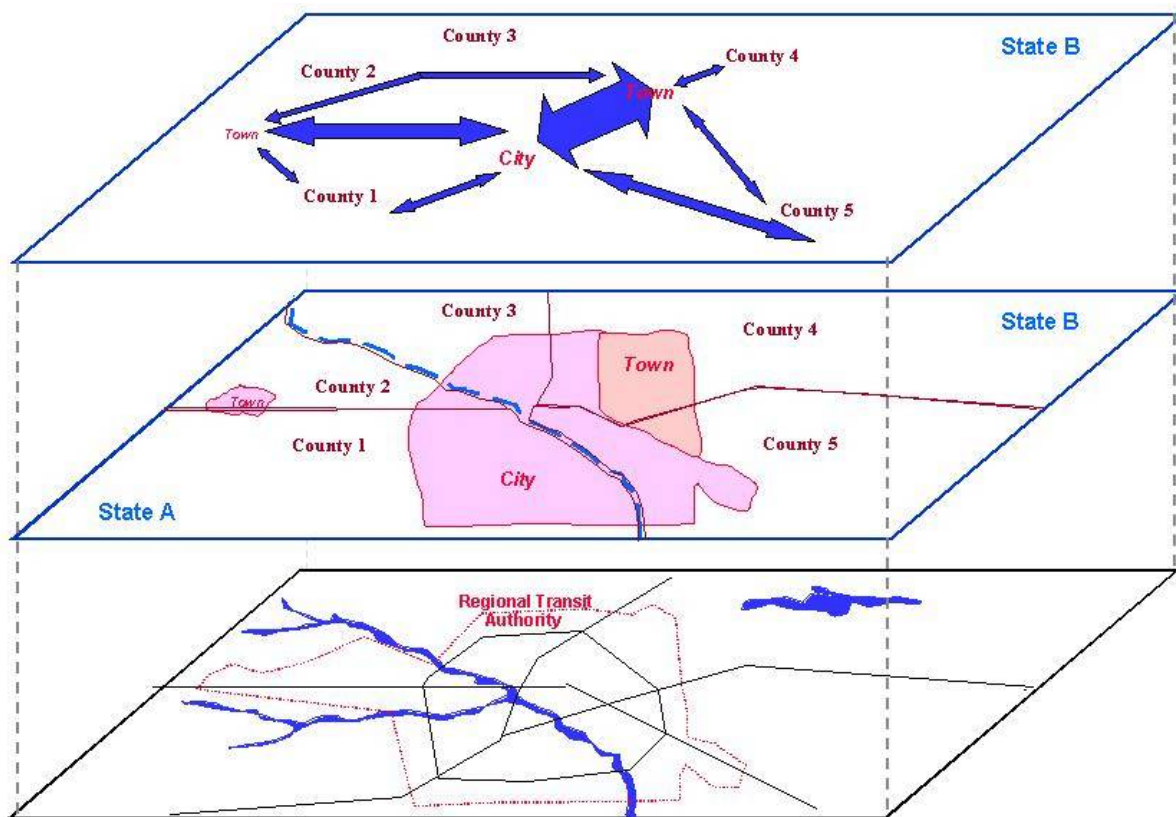 County 3
State B
County 4
County 2
Town
Town
City
County 1
County 5
County 3
County 4
State B
Town
County 2
Town
County 1
County 5
City
State A
Regional Transit
Authority